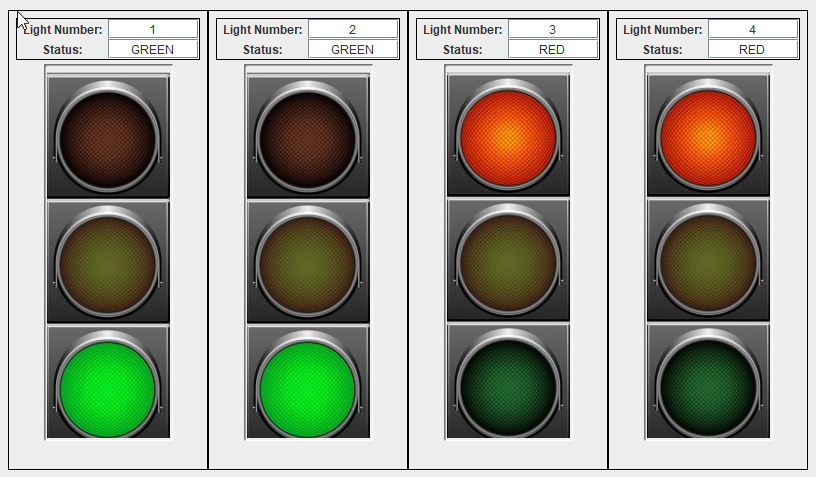 Light Number: 1
Status: GREEN
Light Number: 2
Status: GREEN
Light Number: 3
Status: RED
Light Number: 4
Status: RED